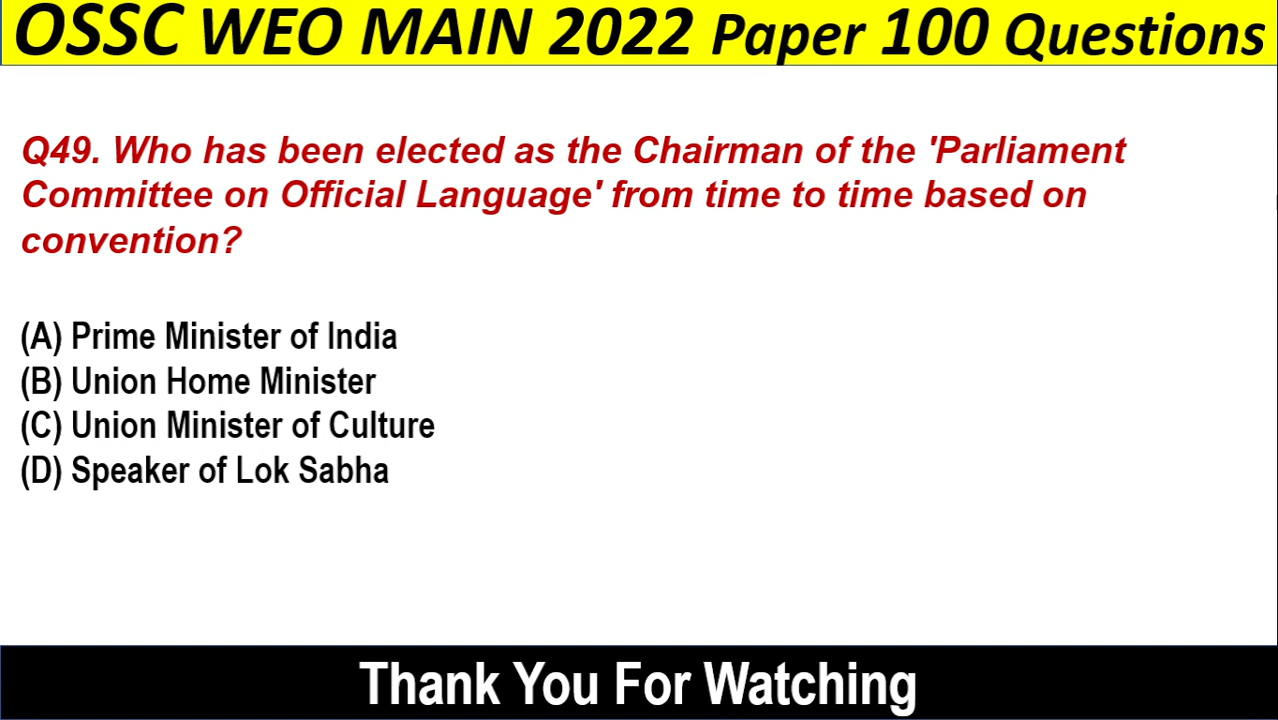 OSSC WEO MAIN 2022 Paper 100 Questions
Q49. Who has been elected as the Chairman of the 'Parliament
Committee on Official Language' from time to time based on
convention?
(A) Prime Minister of India
(B) Union Home Minister
(C) Union Minister of Culture
(D) Speaker of Lok Sabha
Thank You For Watching